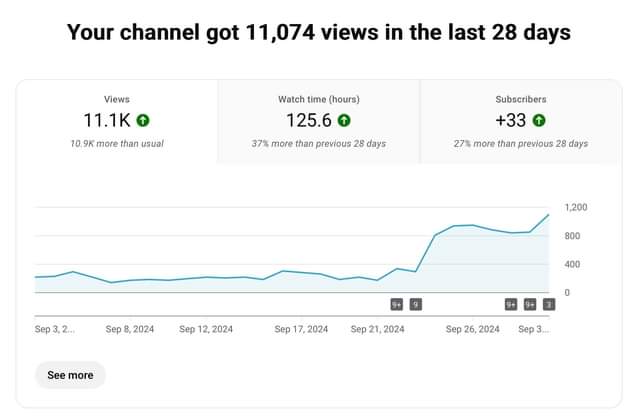 Your channel got 11,074 views in the last 28 days
Views
11.1K
10.9K more than usual
Watch time (hours)
125.6
37% more than previous 28 days
Subscribers
+33
27% more than previous 28 days
1,200
800
400
0
9+ 9 9+ 9+ 3
Sep 3, 2... Sep 8, 2024 Sep 12, 2024 Sep 17, 2024 Sep 21, 2024 Sep 26, 2024 Sep 3...
See more